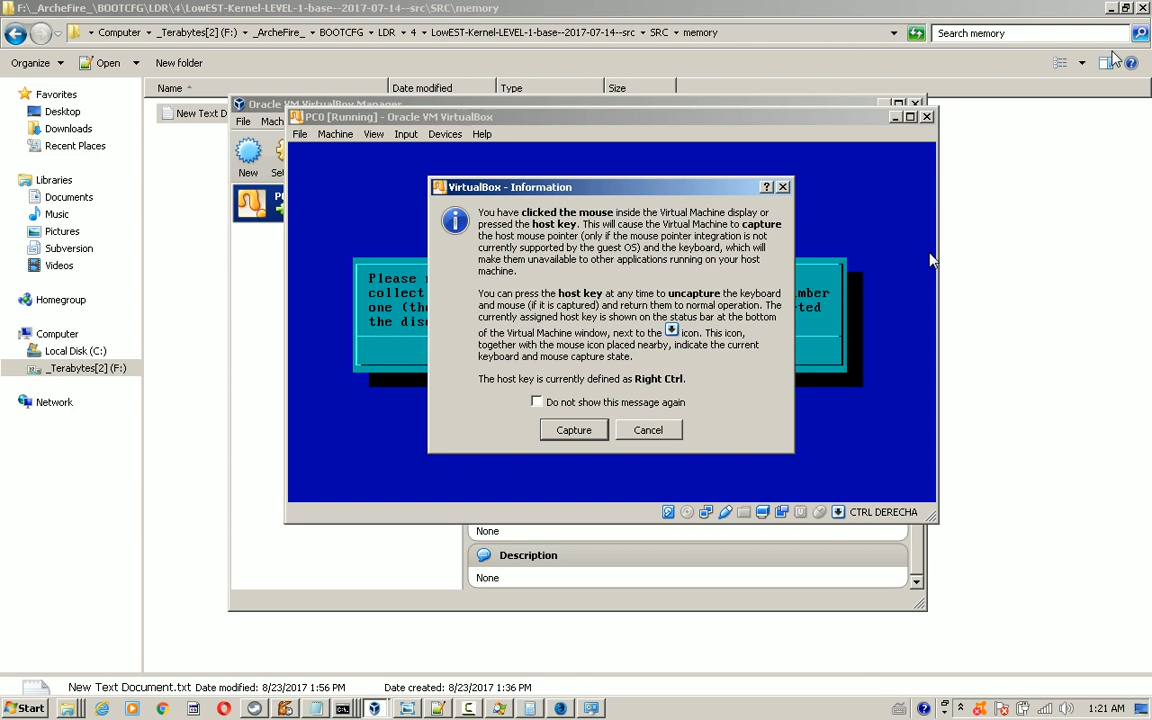 F:\_ArcheFire_\BOOTCFG\LDR\4\LowEST-Kernel-LEVEL-1-base--2017-07-14--src\SRC\memory
Computer
_Terabytes[2] (F:)
_ArcheFire_
BOOTCFG
LDR
4
LowEST-Kernel-LEVEL-1-base--2017-07-14--src
SRC
memory
Search memory
Organize
Open
New folder
Name
Date modified
Type
Size
Favorites
Desktop
Downloads
Recent Places
Libraries
Documents
Music
Pictures
Subversion
Videos
Homegroup
Computer
Local Disk (C:)
_Terabytes[2] (F:)
Network
New Text D
Oracle VM VirtualBox Manager
File
New
PC0 [Running] - Oracle VM VirtualBox
File Machine View Input Devices Help
Please
collect
mber
one
ted
the
VirtualBox - Information
You have clicked the mouse inside the Virtual Machine display or
pressed the host key. This will cause the Virtual Machine to capture
the host mouse pointer (only if the mouse pointer integration is not
currently supported by the guest OS) and the keyboard, which will
make them unavailable to other applications running on your host
machine.
You can press the host key at any time to uncapture the keyboard
and mouse (if it is captured) and return them to normal operation. The
currently assigned host key is shown on the status bar at the bottom
of the Virtual Machine window, next to the icon. This icon,
together with the mouse icon placed nearby, indicate the current
keyboard and mouse capture state.
The host key is currently defined as Right Ctrl.
Do not show this message again
Capture
Cancel
CTRL DERECHA
None
Description
None
New Text Document.txt Date modified: 8/23/2017 1:56 PM
Date created: 8/23/2017 1:36 PM
Start
1:21 AM